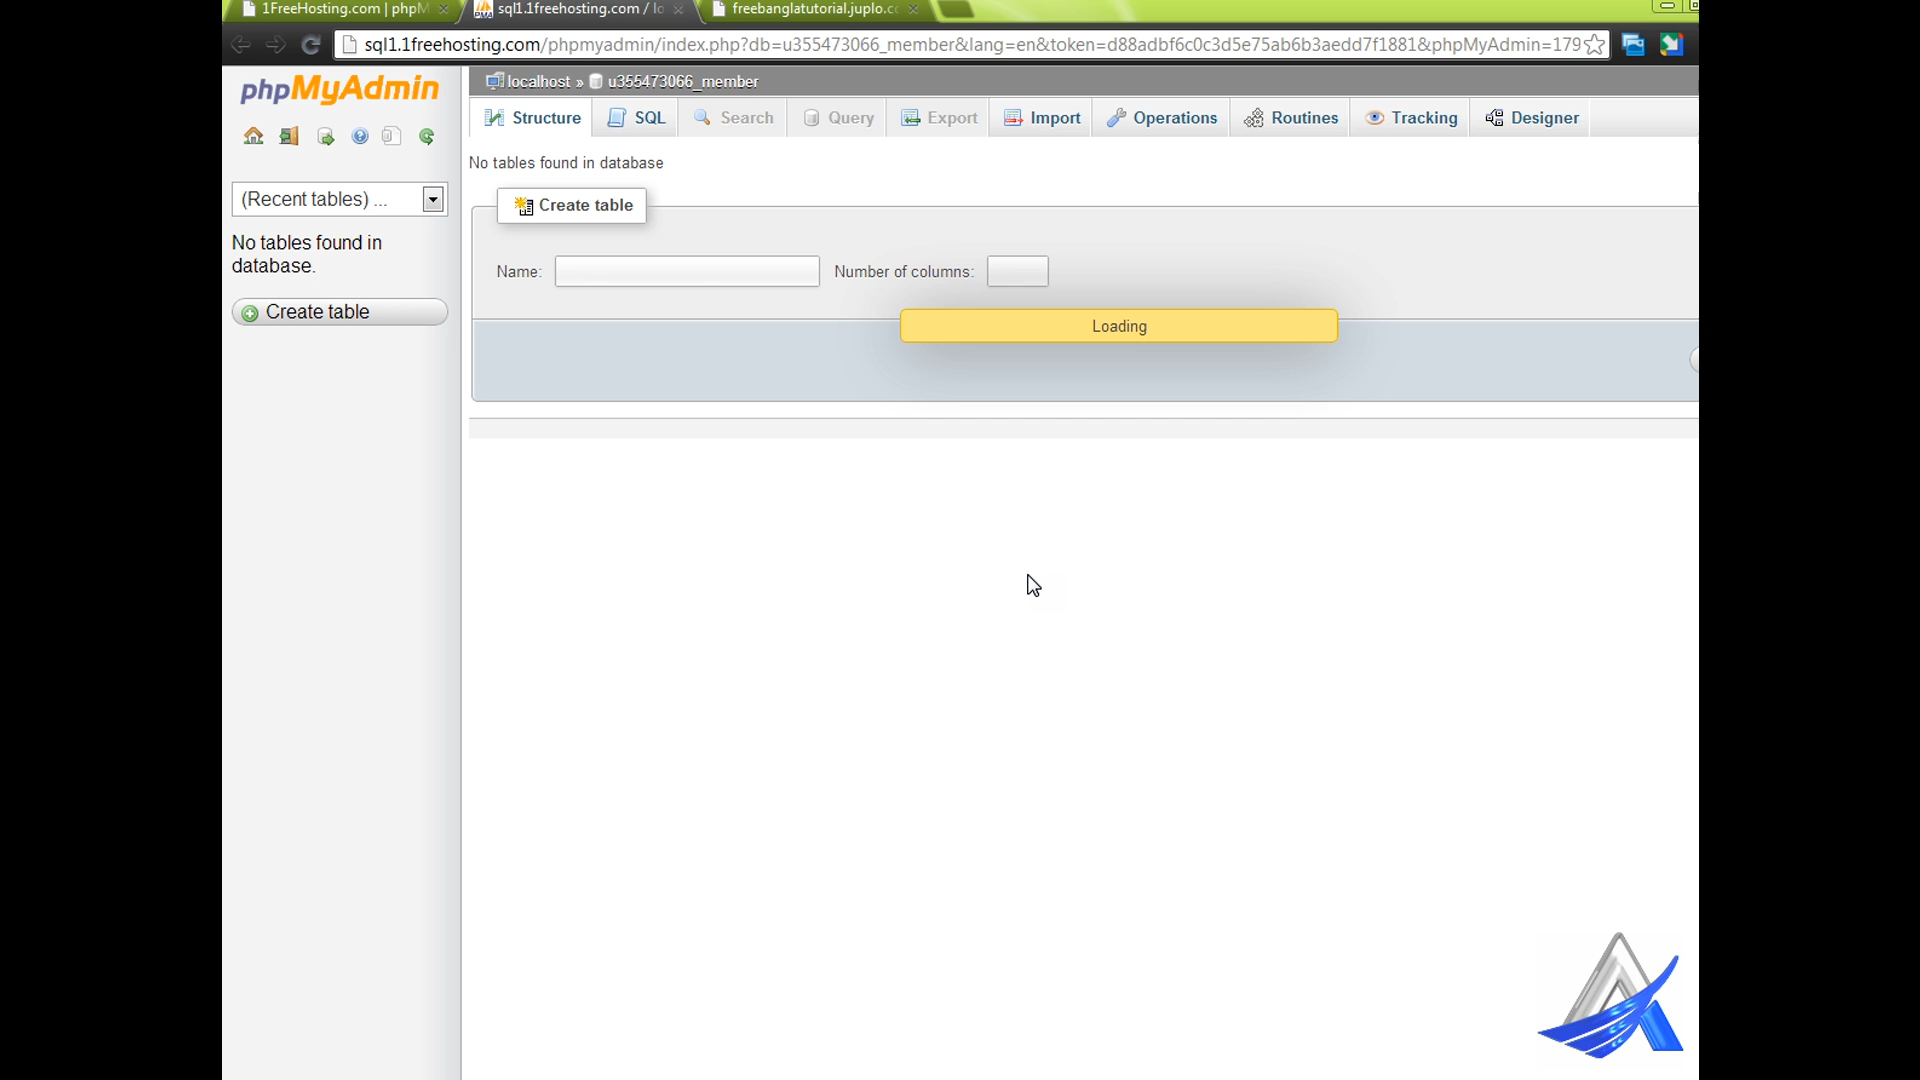 1FreeHosting.com | phpM
sql1.1freehosting.com / lo
freebanglatutorial.juplo.co
sql1.1freehosting.com/phpmyadmin/index.php?db=u355473066_member&lang=en&token=d88adbf6c0c3d5e75ab6b3aedd7f1881&phpMyAdmin=179
phpMyAdmin
localhost » u355473066_member
Structure SQL Search Query Export Import Operations Routines Tracking Designer
No tables found in database
(Recent tables) ...
No tables found in
database.
Create table
Create table
Name: Number of columns:
Loading